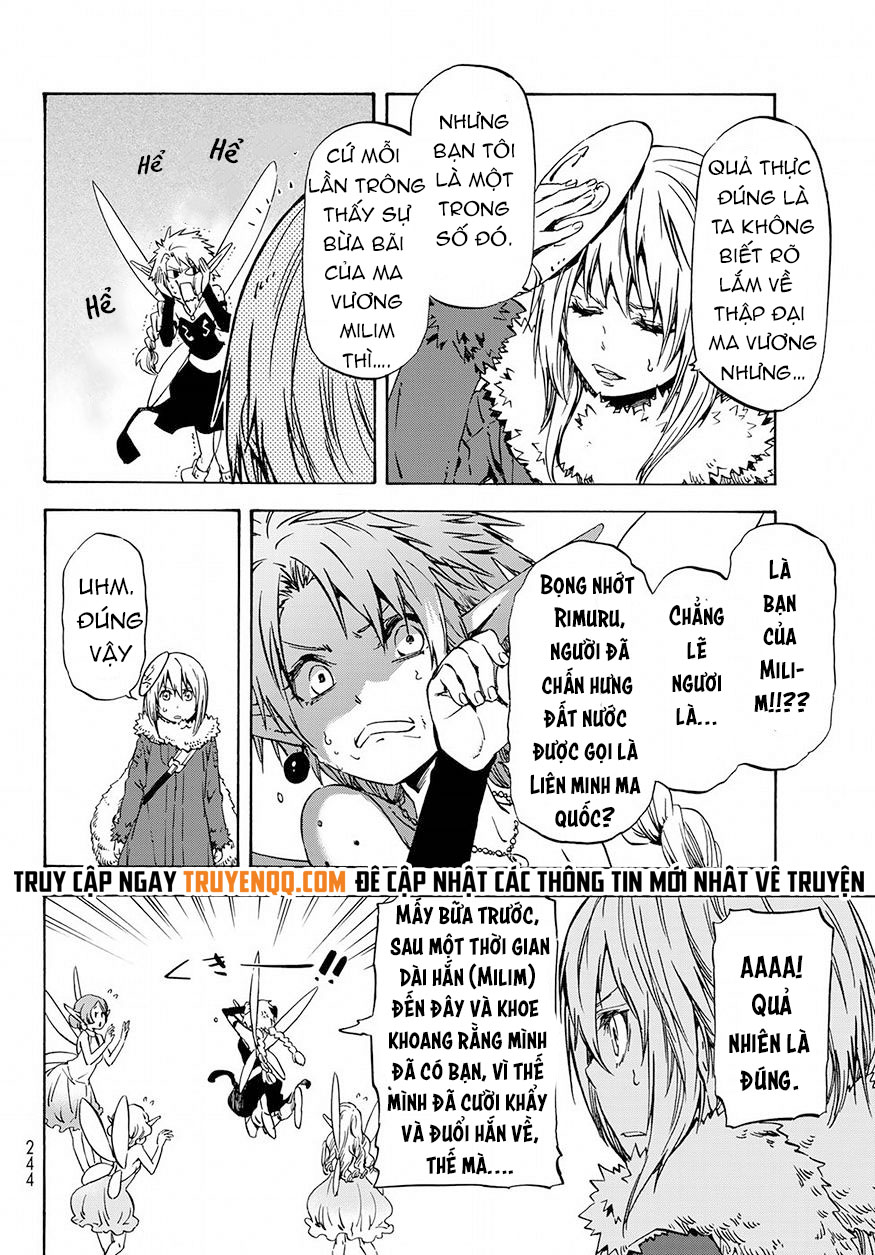 QUẢ THỰC
ĐÚNG LÀ
TA KHÔNG
BIẾT RÕ
LẮM VỀ
THẬP ĐẠI
MA VƯƠNG
NHƯNG...
NHƯNG
BẠN TÔI
LÀ MỘT
TRONG
SỐ ĐÓ.
CỨ MỖI
LẦN TRÔNG
THẤY SỰ
BỪA BÃI
CỦA MA
VƯƠNG
MILIM
THÌ....
HỂ
HỂ
HỂ
LÀ
BẠN
CỦA
MILI-
M!!??
CHẲNG
LẼ
NGƯƠI
LÀ...
BỌNG NHỚT
RIMURU,
NGƯỜI ĐÃ
CHẤN HƯNG
ĐẤT NƯỚC
ĐƯỢC GỌI LÀ
LIÊN MINH MA
QUỐC?
UHM,
ĐÚNG
VẬY
TRUY CẬP NGAY TRUYENQQ.COM ĐỂ CẬP NHẬT CÁC THÔNG TIN MỚI NHẤT VỀ TRUYỆN
AAAA!
QUẢ
NHIÊN LÀ
ĐÚNG.
MẤY BỮA TRƯỚC,
SAU MỘT THỜI GIAN
DÀI HẮN (MILIM)
ĐẾN ĐÂY VÀ KHOE
KHOANG RẰNG MÌNH
ĐÃ CÓ BẠN, VÌ THẾ
MÌNH ĐÃ CƯỜI KHẨY
VÀ ĐUỔI HẮN VỀ,
THẾ MÀ....
くきーっ!!
244